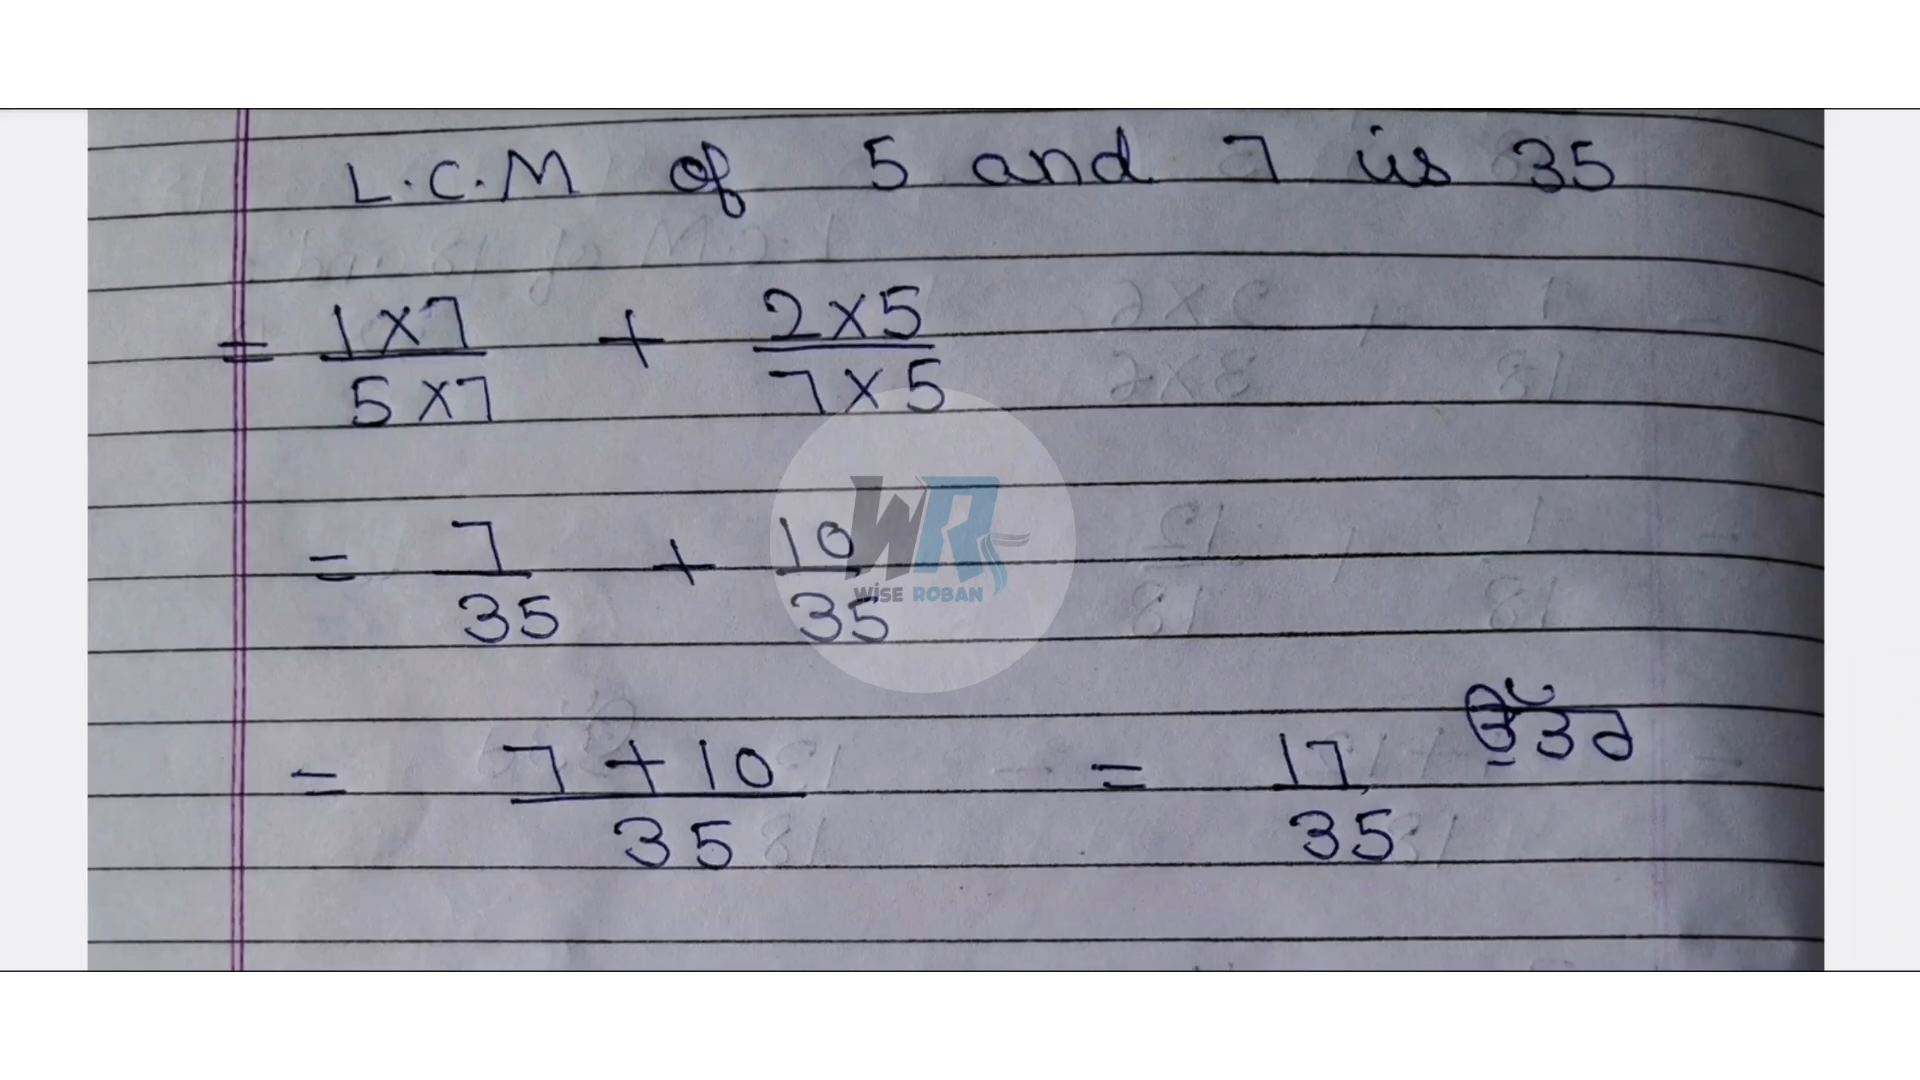 L.C.M of 5 and 7 is 35
= 1×7/5×7 + 2×5/7×5
= 7/35 + 10/35
WISE ROBAN
= 7+10/35 = 17/35 ਉੱਤਰ